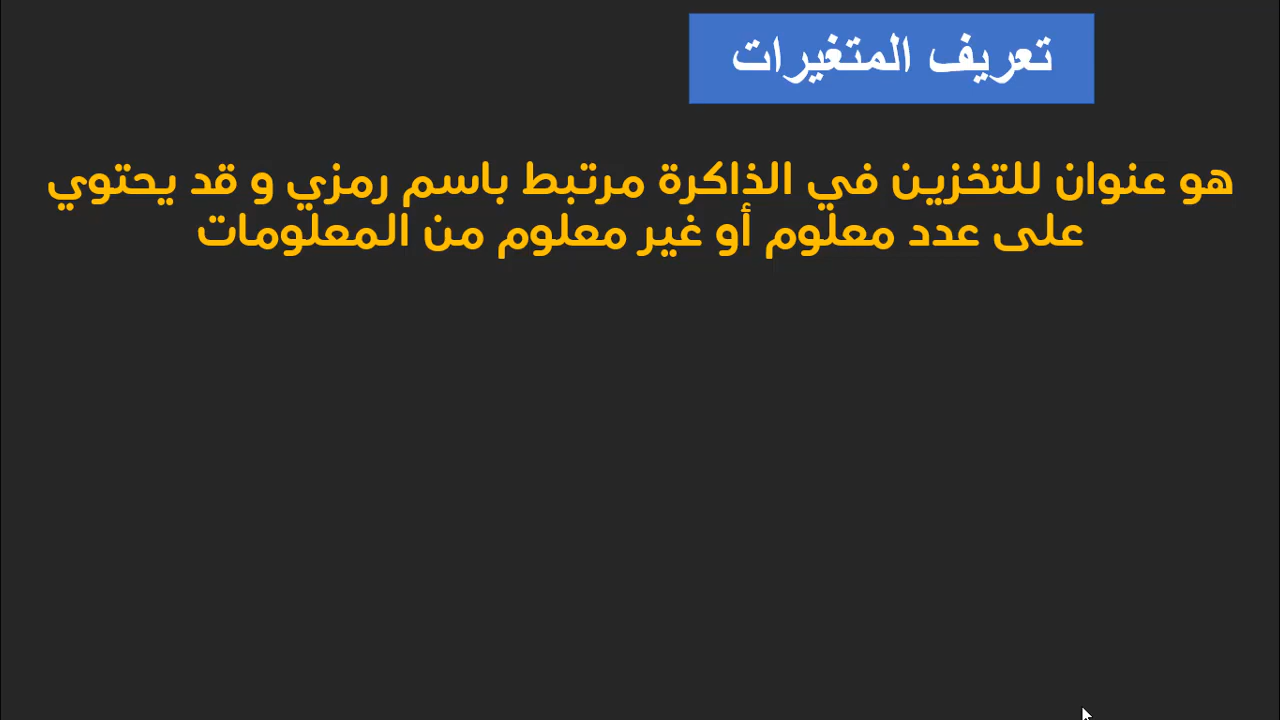 تعريف المتغيرات
هو عنوان للتخزين في الذاكرة مرتبط باسم رمزي و قد يحتوي
على عدد معلوم أو غير معلوم من المعلومات